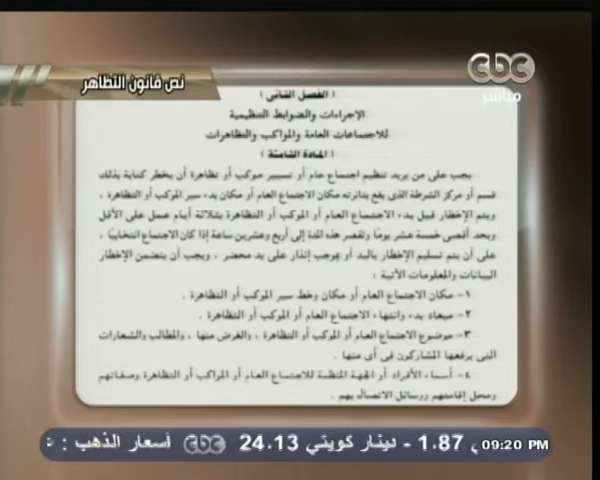 cbc
مباشر
نص قانون التظاهر
( الفصل الثانى )
الإجراءات والضوابط التنظيمية
للاجتماعات العامة والمواكب والتظاهرات
( المادة الثامنة )
يجب على من يريد تنظيم اجتماع عام أو تسيير موكب أو تظاهرة أن يخطر كتابة بذلك
قسم أو مركز الشرطة الذى يقع بدائرته مكان الاجتماع العام أو مكان بدء سير الموكب أو التظاهرة ،
ويتم الإخطار قبل بدء الاجتماع العام أو الموكب أو التظاهرة بثلاثة أيام عمل على الأقل
وبحد أقصى خمسة عشر يومًا وتقصر هذه المدة إلى أربع وعشرين ساعة إذا كان الاجتماع انتخابيًا ،
على أن يتم تسليم الإخطار باليد أو بموجب إنذار على يد محضر ، ويجب أن يتضمن الإخطار
البيانات والمعلومات الآتية :
١- مكان الاجتماع العام أو مكان وخط سير الموكب أو التظاهرة .
٢- ميعاد بدء وانتهاء الاجتماع العام أو الموكب أو التظاهرة .
٣- موضوع الاجتماع العام أو الموكب أو التظاهرة ، والغرض منها ، والمطالب والشعارات
التى يرفعها المشاركون فى أى منها .
٤- أسماء الأفراد أو الجهة المنظمة للاجتماع العام أو المواكب أو التظاهرة وصفاتهم
ومحل إقامتهم ووسائل الاتصال بهم .
1.87 - دينار كويتي 24.13 cbc أسعار الذهب :
09:20 PM